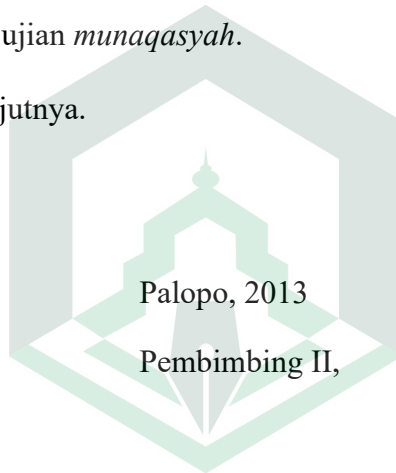 ujian munaqasyah.
jutnya.
Palopo, 2013
Pembimbing II,